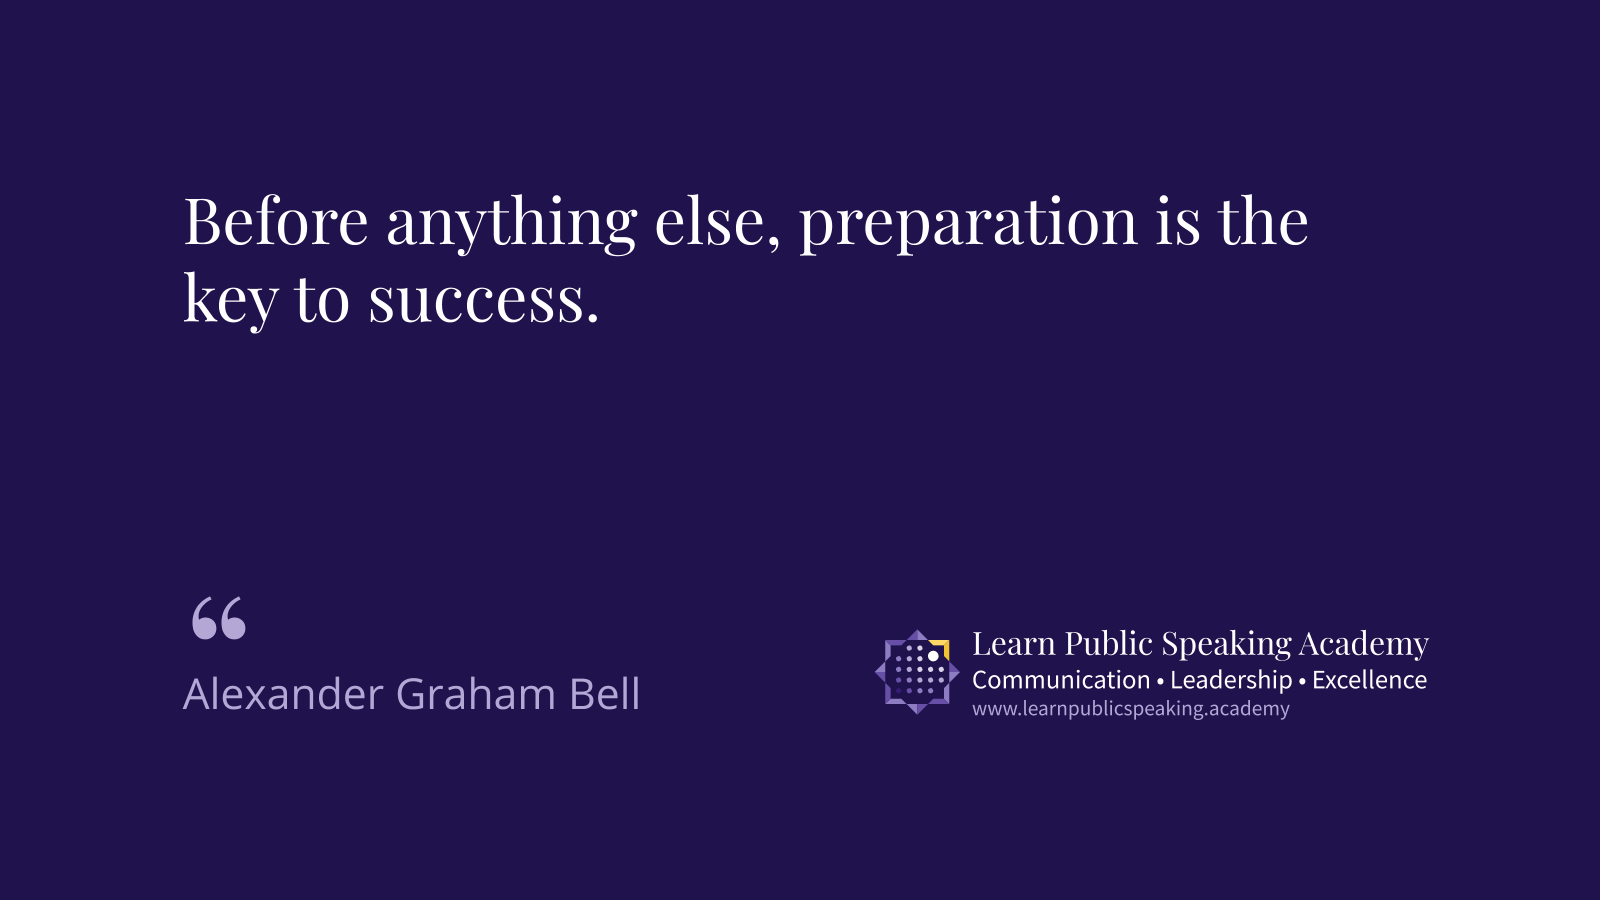 Before anything else, preparation is the
key to success.
“
Alexander Graham Bell
Learn Public Speaking Academy
Communication • Leadership • Excellence
www.learnpublicspeaking.academy